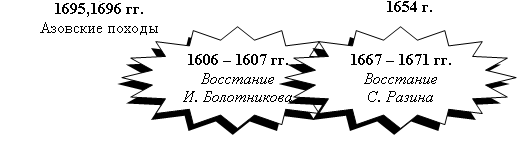 1695,1696 гг.
Азовские походы
1654 г.
1606 – 1607 гг.
Восстание
И. Болотникова
1667 – 1671 гг.
Восстание
С. Разина